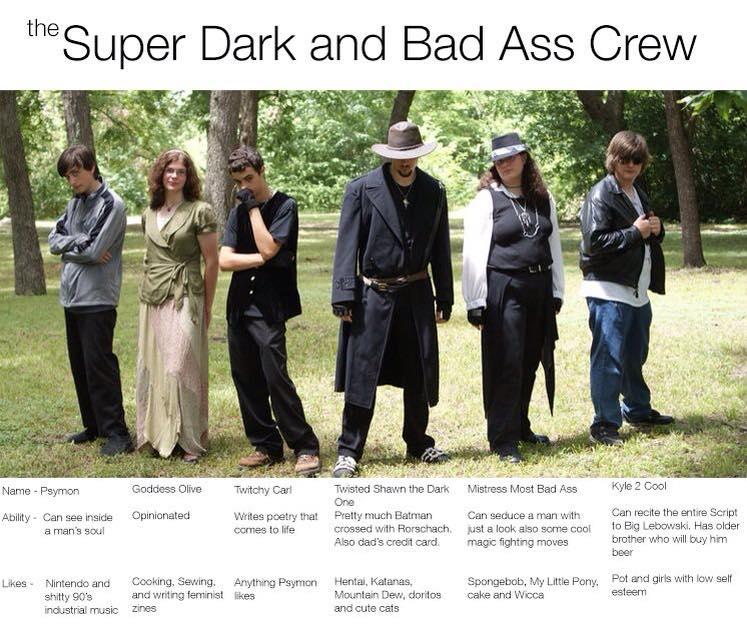 the Super Dark and Bad Ass Crew
Name - Psymon
Goddess Olive
Twitchy Carl
Twisted Shawn the Dark
One
Mistress Most Bad Ass
Kyle 2 Cool
Ability - Can see inside
a man's soul
Opinionated
Writes poetry that
comes to life
Pretty much Batman
crossed with Rorschach.
Also dad's credit card.
Can seduce a man with
just a look also some cool
magic fighting moves
Can recite the entire Script
to Big Lebowski. Has older
brother who will buy him
beer
Likes - Nintendo and
shitty 90's
industrial music
Cooking, Sewing,
and writing feminist
zines
Anything Psymon
likes
Hentai, Katanas,
Mountain Dew, doritos
and cute cats
Spongebob, My Little Pony,
cake and Wicca
Pot and girls with low self
esteem